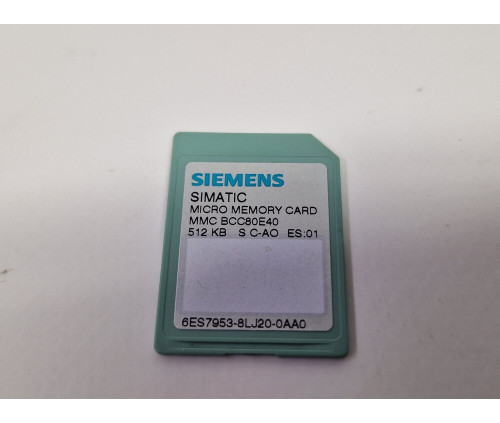 SIEMENS
SIMATIC
MICRO MEMORY CARD
MMC BCC80E40
512 KB S C-AO ES:01
6ES7953-8LJ20-0AA0